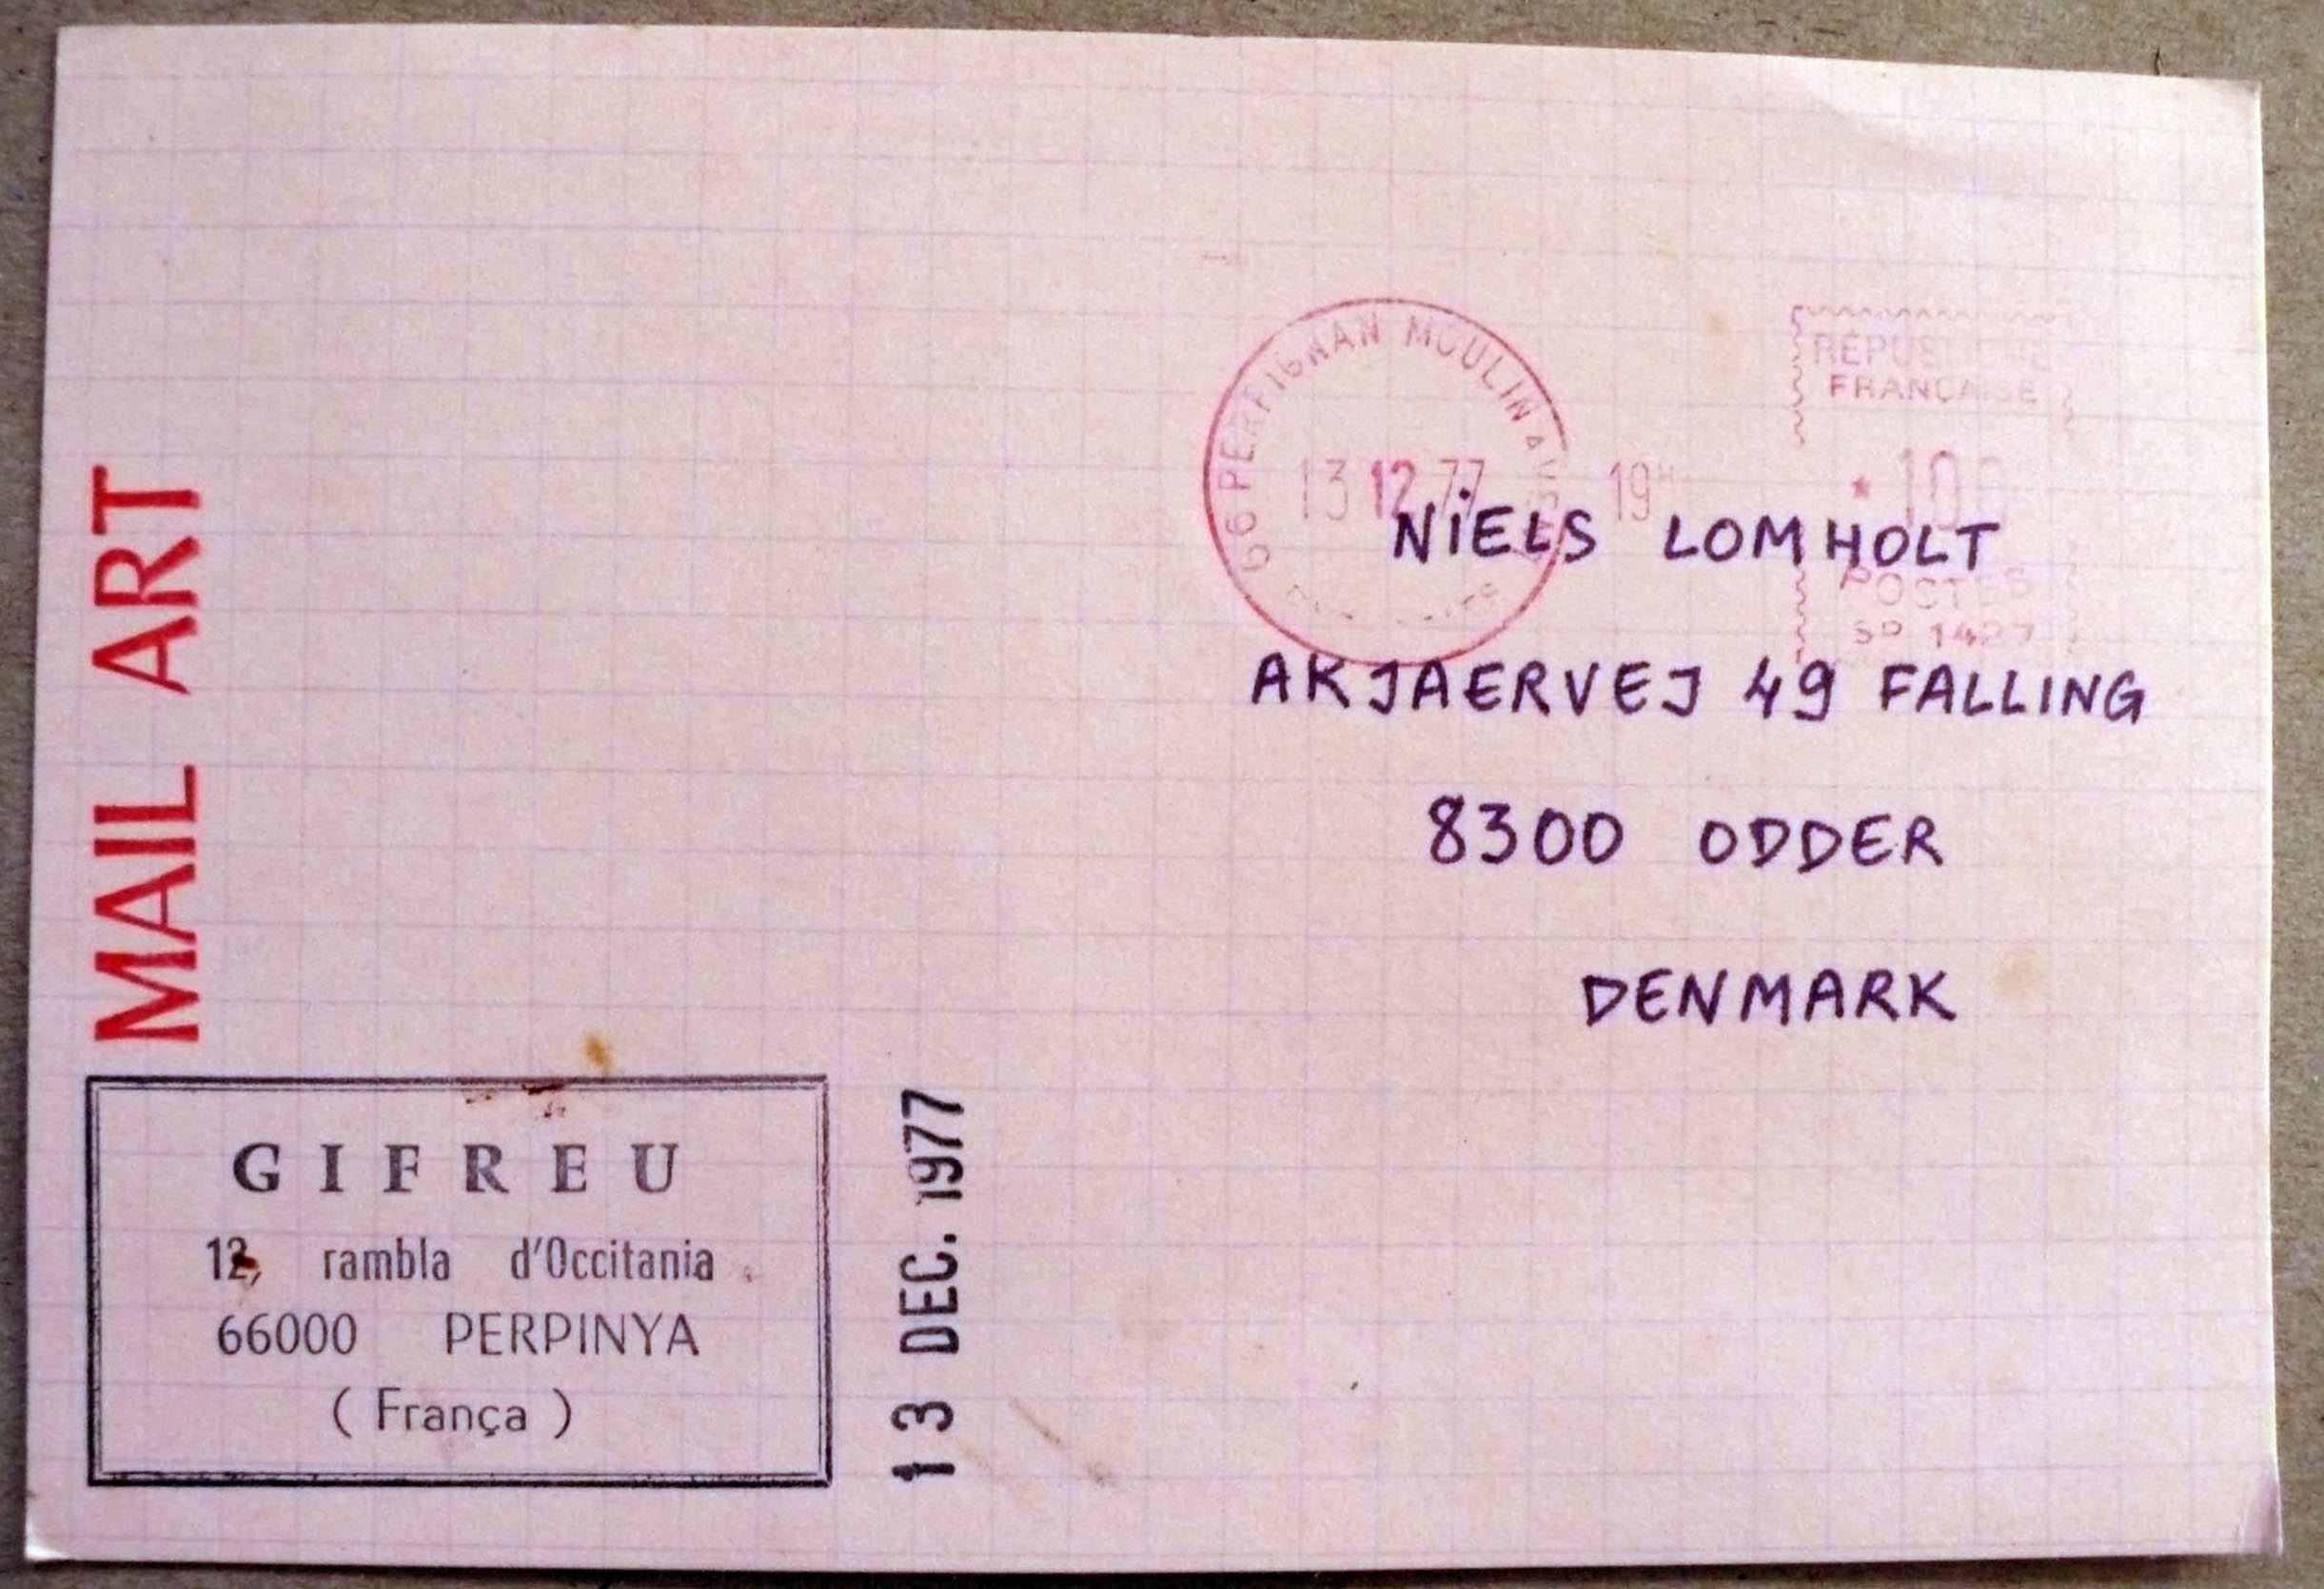 MAIL ART
66 PERPIGNAN MOULIN A VENT
13 12 77
19H
RÉPUBLIQUE
FRANÇAISE
POSTES
NIELS LOMHOLT
AKJAERVEJ 49 FALLING
8300 ODDER
DENMARK
GIFREU
12, rambla d'Occitania
66000 PERPINYA
( França )
13 DEC. 1977